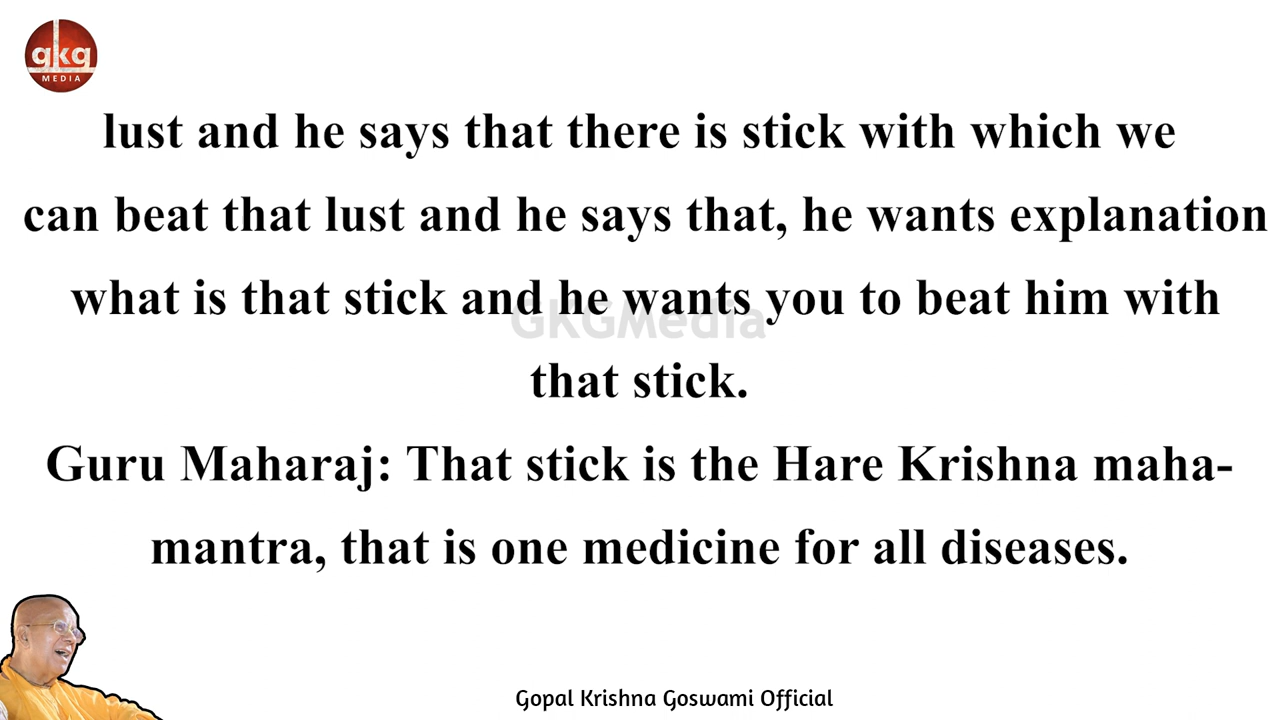 gkg
MEDIA
lust and he says that there is stick with which we
can beat that lust and he says that, he wants explanation
what is that stick and he wants you to beat him with
GKGMedia
that stick.
Guru Maharaj: That stick is the Hare Krishna maha-
mantra, that is one medicine for all diseases.
Gopal Krishna Goswami Official